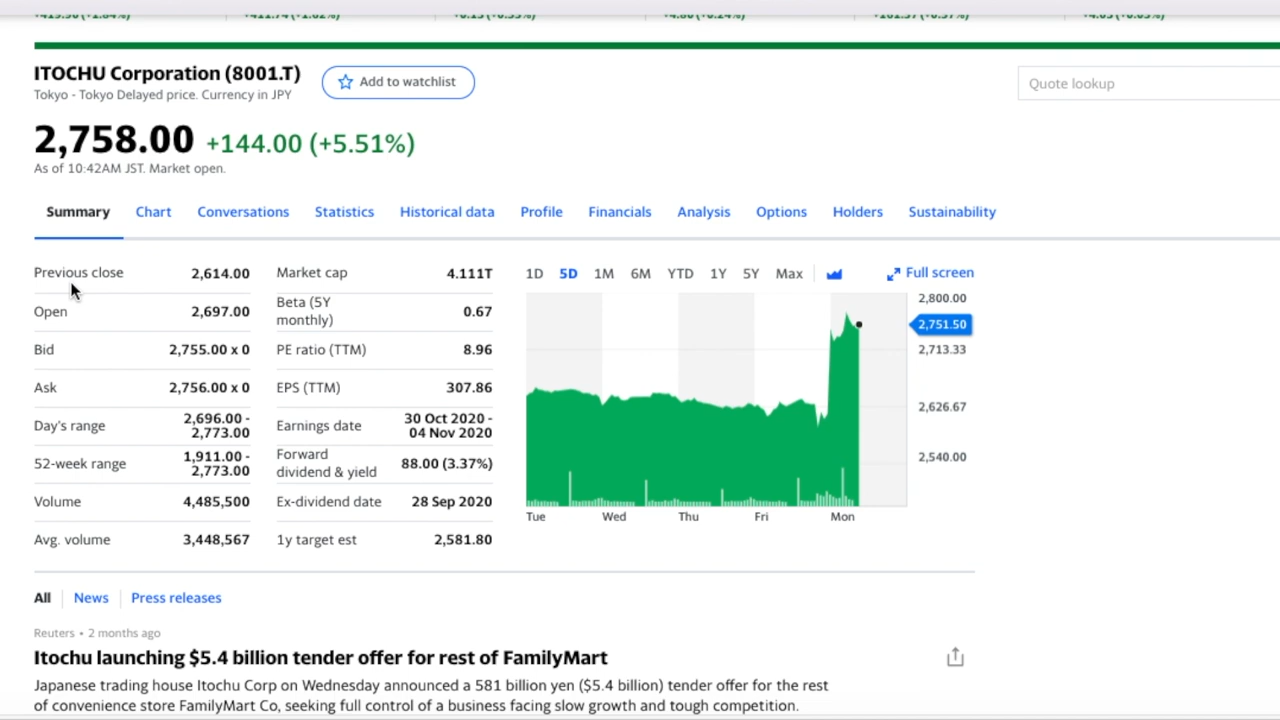 ITOCHU Corporation (8001.T)
Add to watchlist
Quote lookup
Tokyo - Tokyo Delayed price. Currency in JPY
2,758.00 +144.00 (+5.51%)
As of 10:42AM JST. Market open.
Summary Chart Conversations Statistics Historical data Profile Financials Analysis Options Holders Sustainability
Previous close 2,614.00
Open 2,697.00
Bid 2,755.00 x 0
Ask 2,756.00 x 0
Day's range 2,696.00 -
2,773.00
52-week range 1,911.00 -
2,773.00
Volume 4,485,500
Avg. volume 3,448,567
Market cap 4.111T
Beta (5Y
monthly) 0.67
PE ratio (TTM) 8.96
EPS (TTM) 307.86
Earnings date 30 Oct 2020 -
04 Nov 2020
Forward
dividend & yield 88.00 (3.37%)
Ex-dividend date 28 Sep 2020
1y target est 2,581.80
1D 5D 1M 6M YTD 1Y 5Y Max Full screen
2,800.00
2,751.50
2,713.33
2,626.67
2,540.00
Tue Wed Thu Fri Mon
All News Press releases
Reuters • 2 months ago
Itochu launching $5.4 billion tender offer for rest of FamilyMart
Japanese trading house Itochu Corp on Wednesday announced a 581 billion yen ($5.4 billion) tender offer for the rest
of convenience store FamilyMart Co, seeking full control of a business facing slow growth and tough competition.